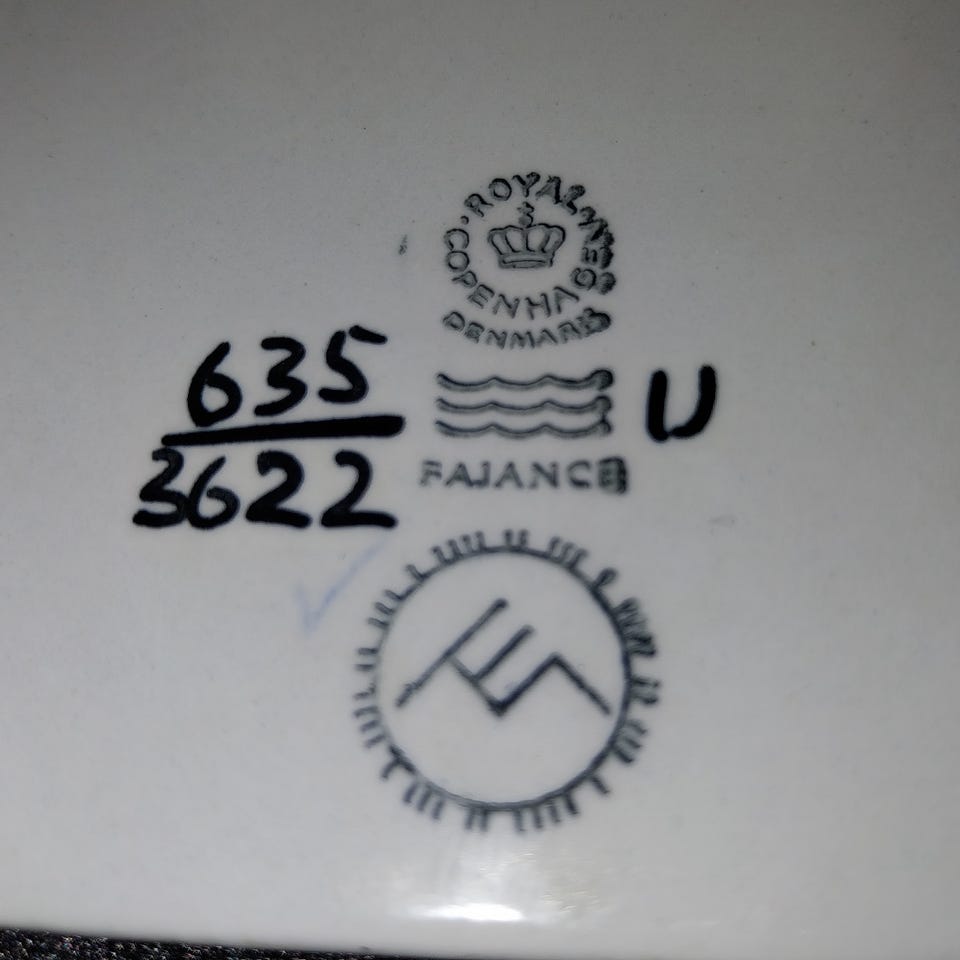 ROYAL
COPENHAGEN
DENMARK
635
3622
U
FAJANCE